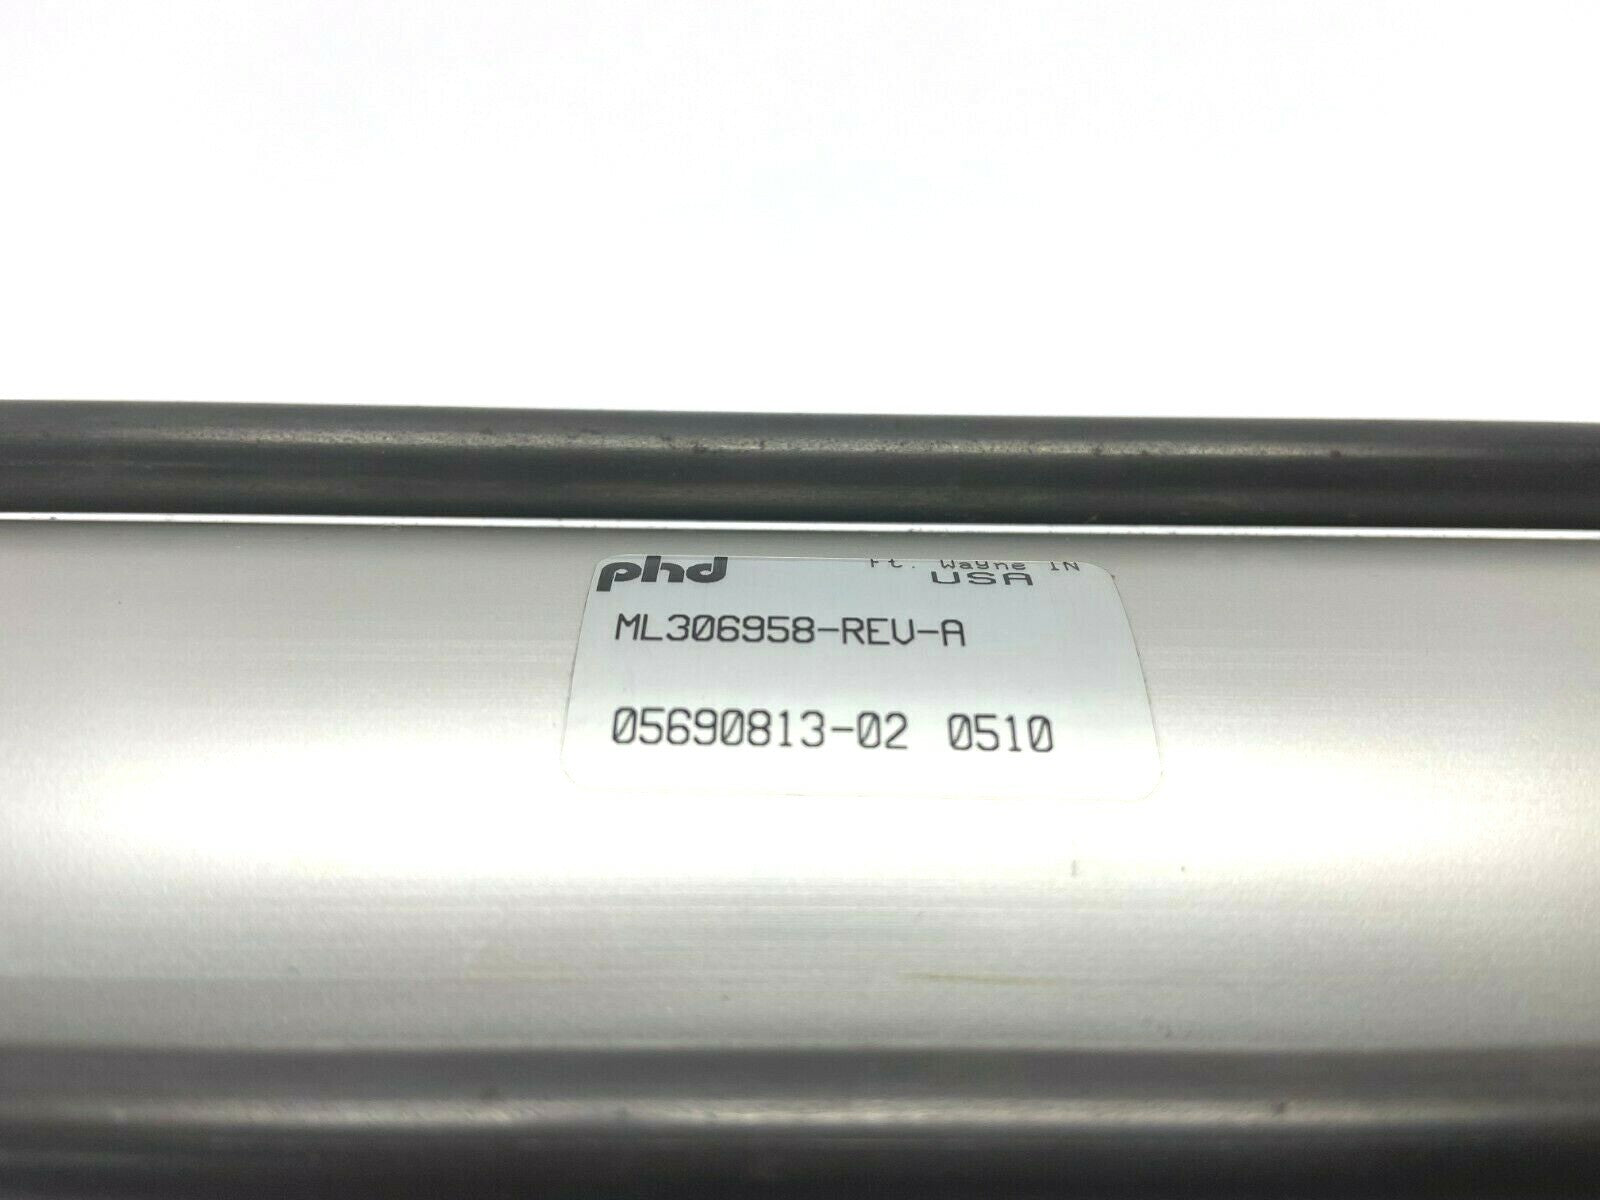 phd Ft. Wayne IN
USA
ML306958-REV-A
05690813-02 0510